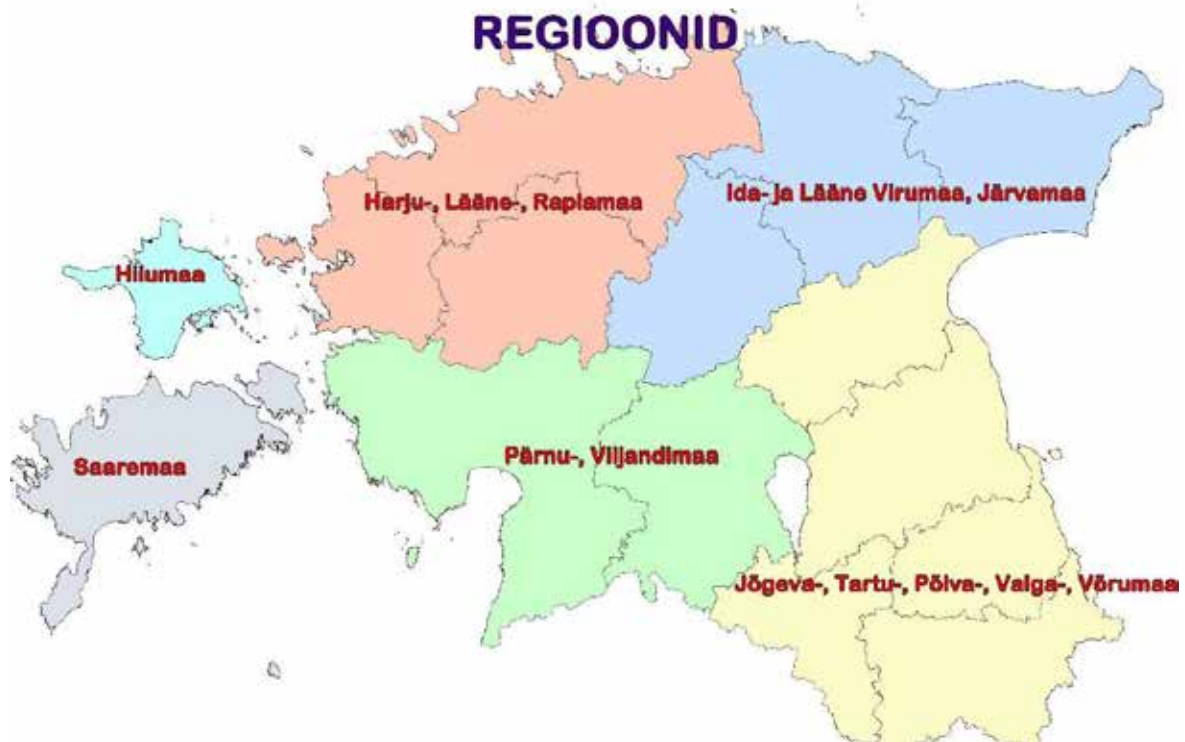 REGIOONID
Harju-, Lääne-, Raplamaa
Ida- ja Lääne Virumaa, Järvamaa
Hiiumaa
Saaremaa
Pärnu-, Viljandimaa
Jõgeva-, Tartu-, Põlva-, Valga-, Võrumaa